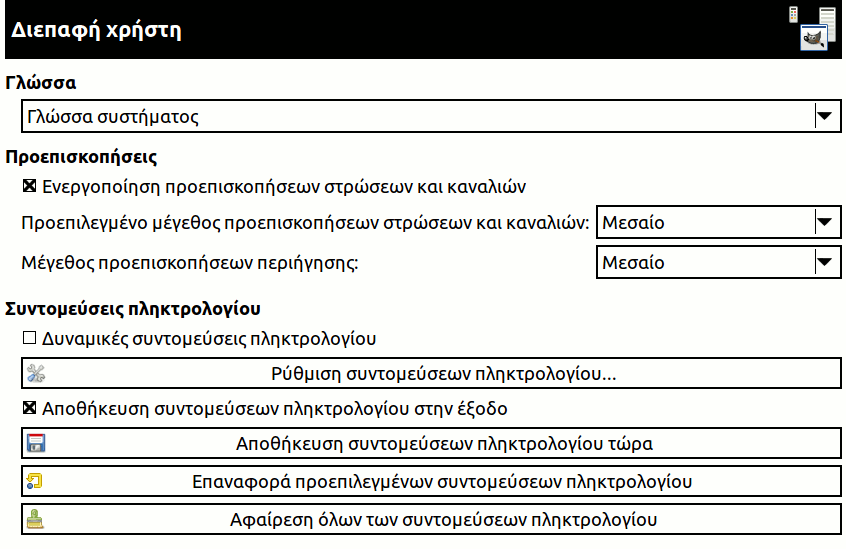 Διεπαφή χρήστη
Γλώσσα
Γλώσσα συστήματος
Προεπισκοπήσεις
Ενεργοποίηση προεπισκοπήσεων στρώσεων και καναλιών
Προεπιλεγμένο μέγεθος προεπισκοπήσεων στρώσεων και καναλιών: Μεσαίο
Μέγεθος προεπισκοπήσεων περιήγησης: Μεσαίο
Συντομεύσεις πληκτρολογίου
Δυναμικές συντομεύσεις πληκτρολογίου
Ρύθμιση συντομεύσεων πληκτρολογίου...
Αποθήκευση συντομεύσεων πληκτρολογίου στην έξοδο
Αποθήκευση συντομεύσεων πληκτρολογίου τώρα
Επαναφορά προεπιλεγμένων συντομεύσεων πληκτρολογίου
Αφαίρεση όλων των συντομεύσεων πληκτρολογίου